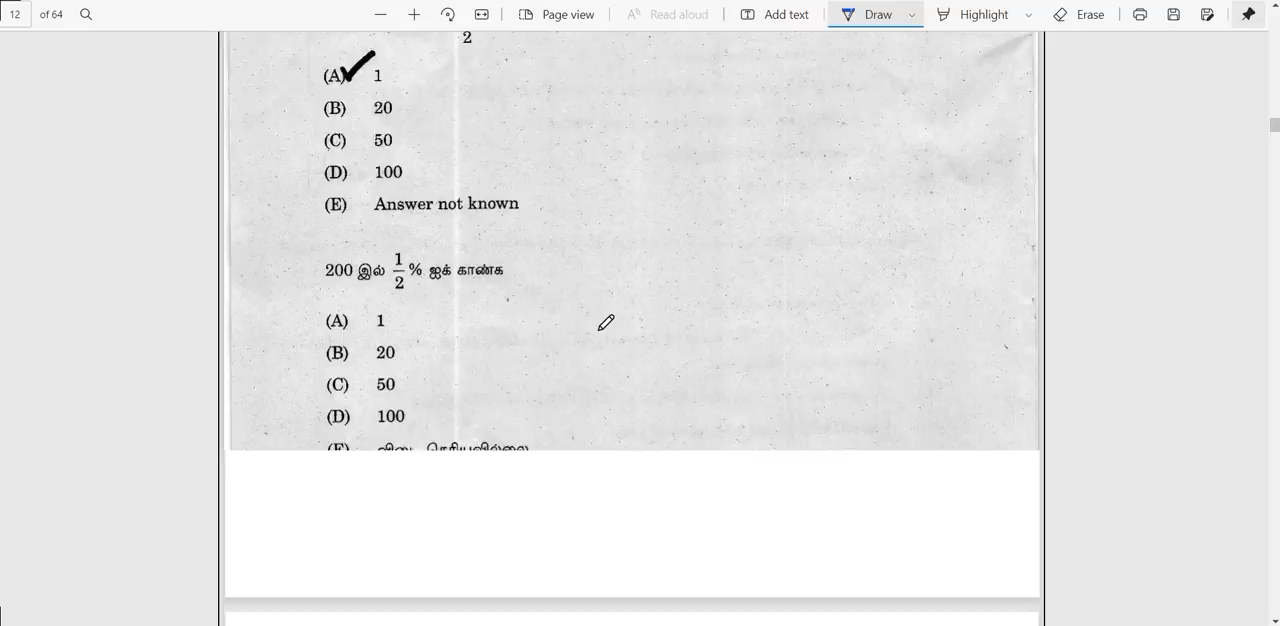 12 of 64 Page view Read aloud Add text Draw Highlight Erase
2
(A) 1
(B) 20
(C) 50
(D) 100
(E) Answer not known
200 இல் 1/2 % ஐக் காண்க
(A) 1
(B) 20
(C) 50
(D) 100
(E) விடை தெரியவில்லை